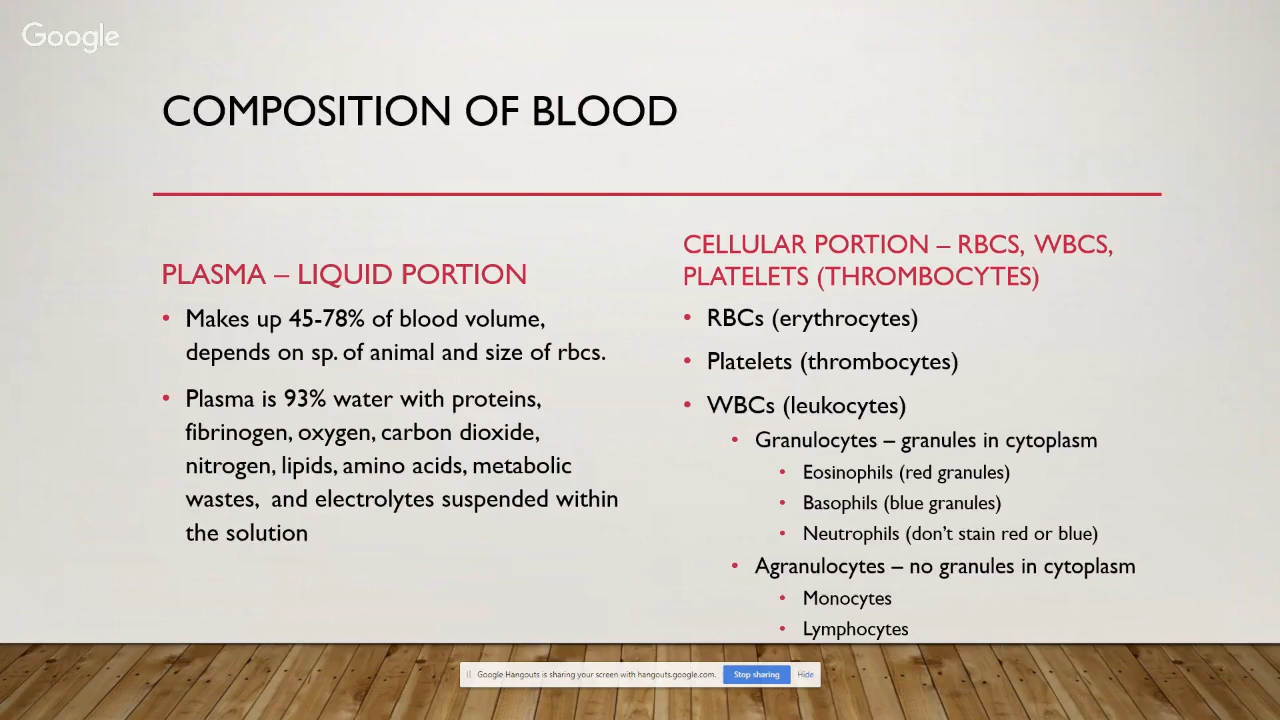 Google
COMPOSITION OF BLOOD
PLASMA – LIQUID PORTION
• Makes up 45-78% of blood volume,
depends on sp. of animal and size of rbcs.
• Plasma is 93% water with proteins,
fibrinogen, oxygen, carbon dioxide,
nitrogen, lipids, amino acids, metabolic
wastes, and electrolytes suspended within
the solution
CELLULAR PORTION – RBCS, WBCS,
PLATELETS (THROMBOCYTES)
• RBCs (erythrocytes)
• Platelets (thrombocytes)
• WBCs (leukocytes)
• Granulocytes – granules in cytoplasm
• Eosinophils (red granules)
• Basophils (blue granules)
• Neutrophils (don't stain red or blue)
• Agranulocytes – no granules in cytoplasm
• Monocytes
• Lymphocytes
Google Hangouts is sharing your screen with hangouts.google.com. Stop sharing Hide